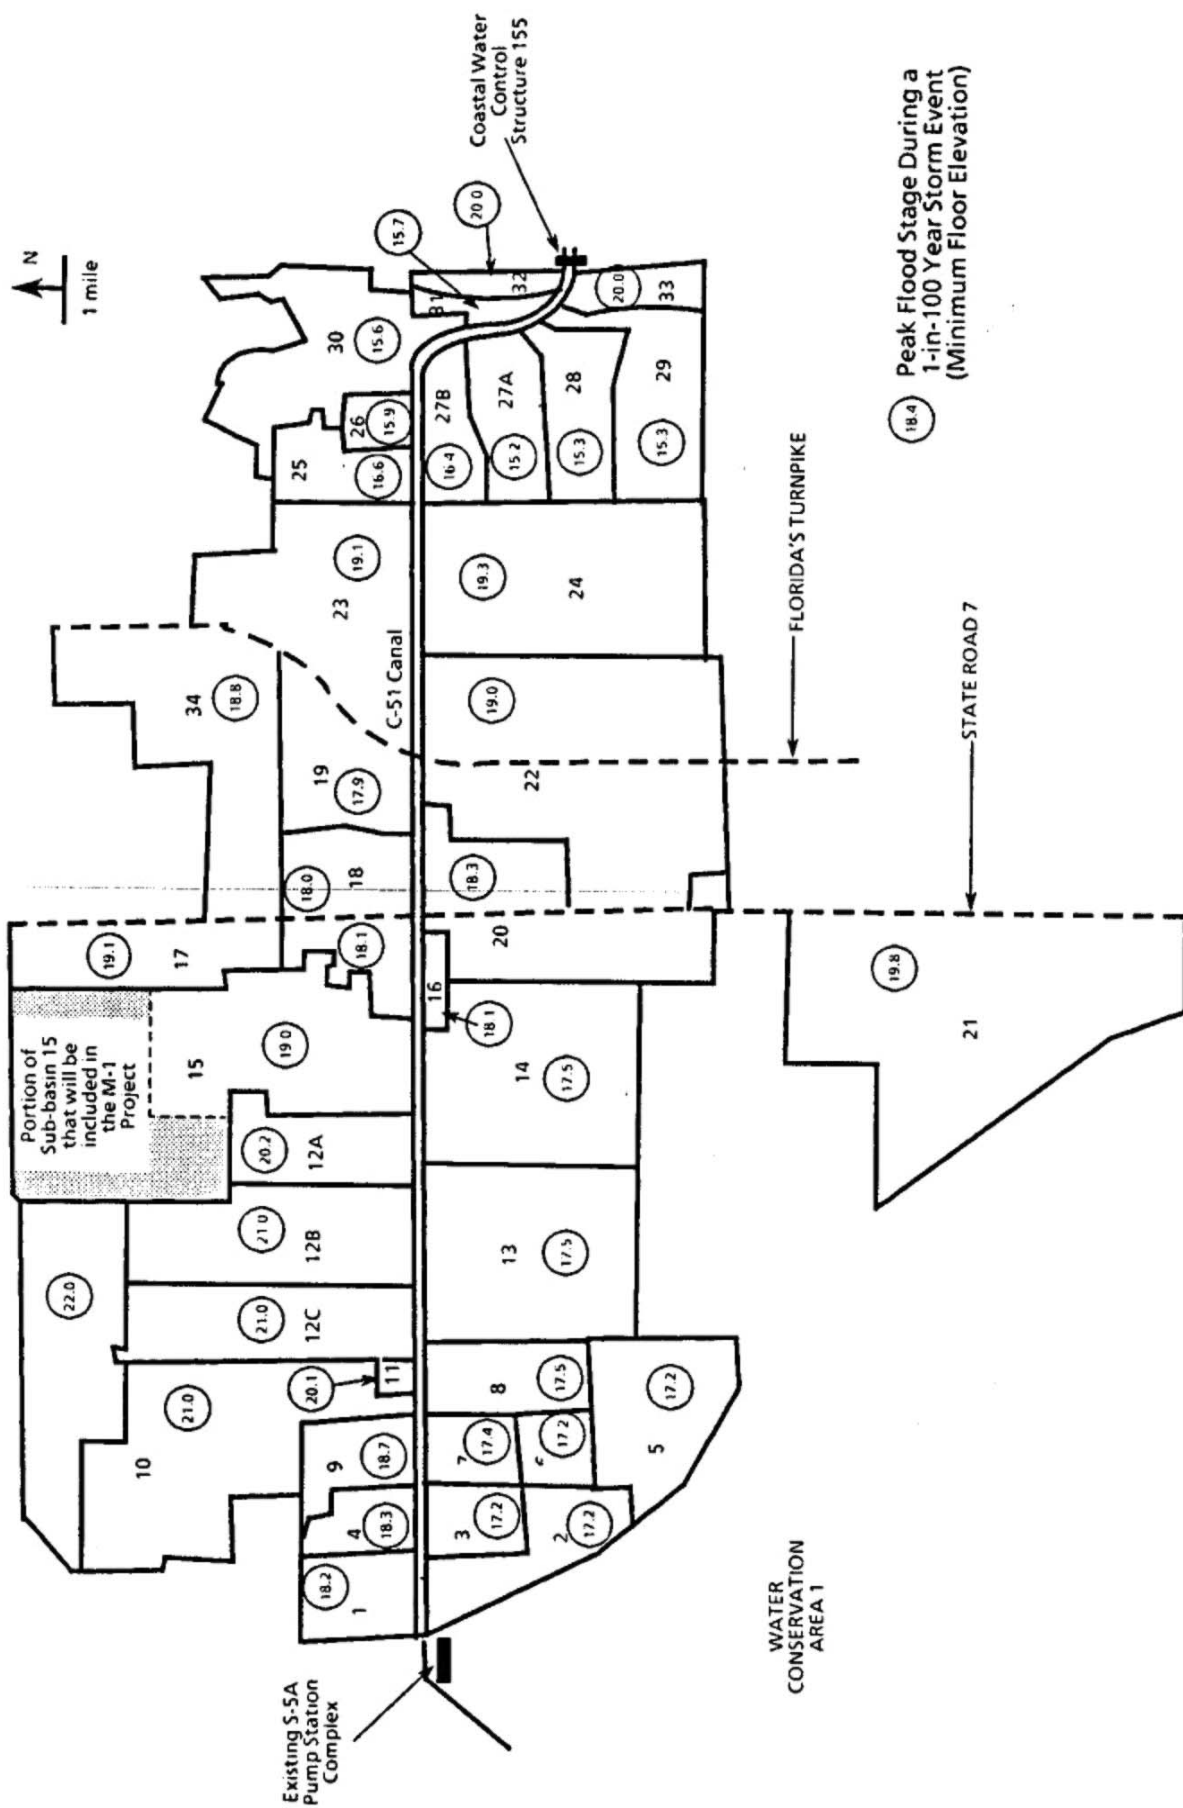 N
1 mile
Coastal Water
Control
Structure 155
20.0
15.7
31
32
20.0
33
30
15.6
26
15.9
25
16.6
27B
16.4
27A
15.2
28
15.3
29
15.3
23
19.1
24
19.3
34
18.8
C-51 Canal
19.0
22
19
17.9
18
18.0
18.1
18.3
20
17
19.1
16
18.1
Portion of
Sub-basin 15
that will be
included in
the M-1
Project
15
19.0
14
17.5
20.2
12A
21.0
12B
13
17.5
21.0
12C
22.0
10
21.0
20.1
11
8
17.5
9
18.7
7
17.4
17.2
5
17.2
4
18.3
3
17.2
2
17.2
18.2
1
Existing S-5A
Pump Station
Complex
WATER
CONSERVATION
AREA 1
21
19.8
STATE ROAD 7
FLORIDA'S TURNPIKE
18.4
Peak Flood Stage During a
1-in-100 Year Storm Event
(Minimum Floor Elevation)